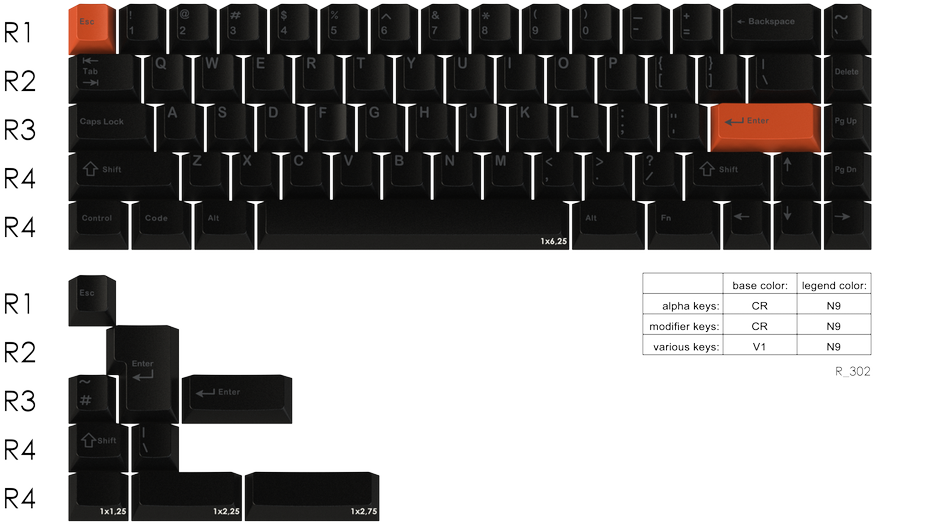 R1 Esc ! 1 @ 2 # 3 $ 4 % 5 ^ 6 & 7 * 8 ( 9 ) 0 _ - + = ← Backspace ~ `
R2 Tab Q W E R T Y U I O P { [ } ] | \ Delete
R3 Caps Lock A S D F G H J K L : ; " ' Enter Pg Up
R4 Shift Z X C V B N M < , > . ? / Shift ↑ Pg Dn
R4 Control Code Alt 1x6,25 Alt Fn ← ↓ →
R1 Esc
base color: legend color:
alpha keys: CR N9
modifier keys: CR N9
various keys: V1 N9
R_302
R2 Enter
R3 ~ # Enter
R4 Shift | \
R4 1x1,25 1x2,25 1x2,75